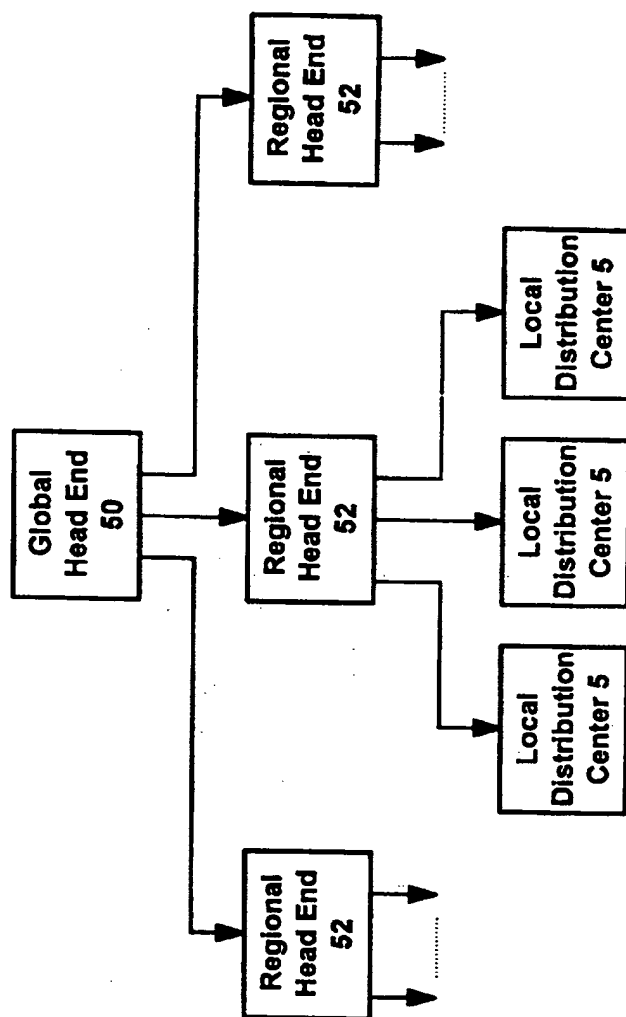 Global
Head End
50
Regional
Head End
52
Regional
Head End
52
Regional
Head End
52
Local
Distribution
Center 5
Local
Distribution
Center 5
Local
Distribution
Center 5